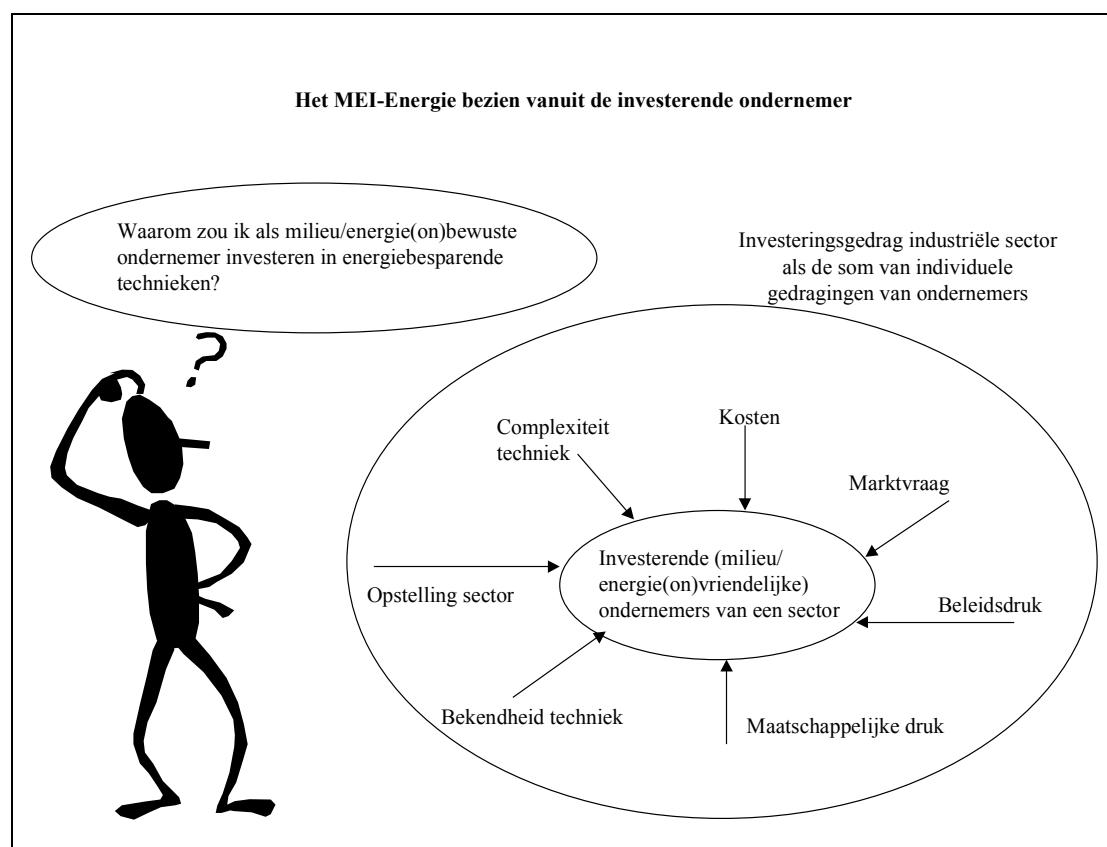 Het MEI-Energie bezien vanuit de investerende ondernemer
Waarom zou ik als milieu/energie(on)bewuste
ondernemer investeren in energiebesparende
technieken?
Investeringsgedrag industriële sector
als de som van individuele
gedragingen van ondernemers
?
Complexiteit
techniek
Kosten
Marktvraag
Investerende (milieu/
energie(on)vriendelijke)
ondernemers van een sector
Opstelling sector
Beleidsdruk
Bekendheid techniek
Maatschappelijke druk